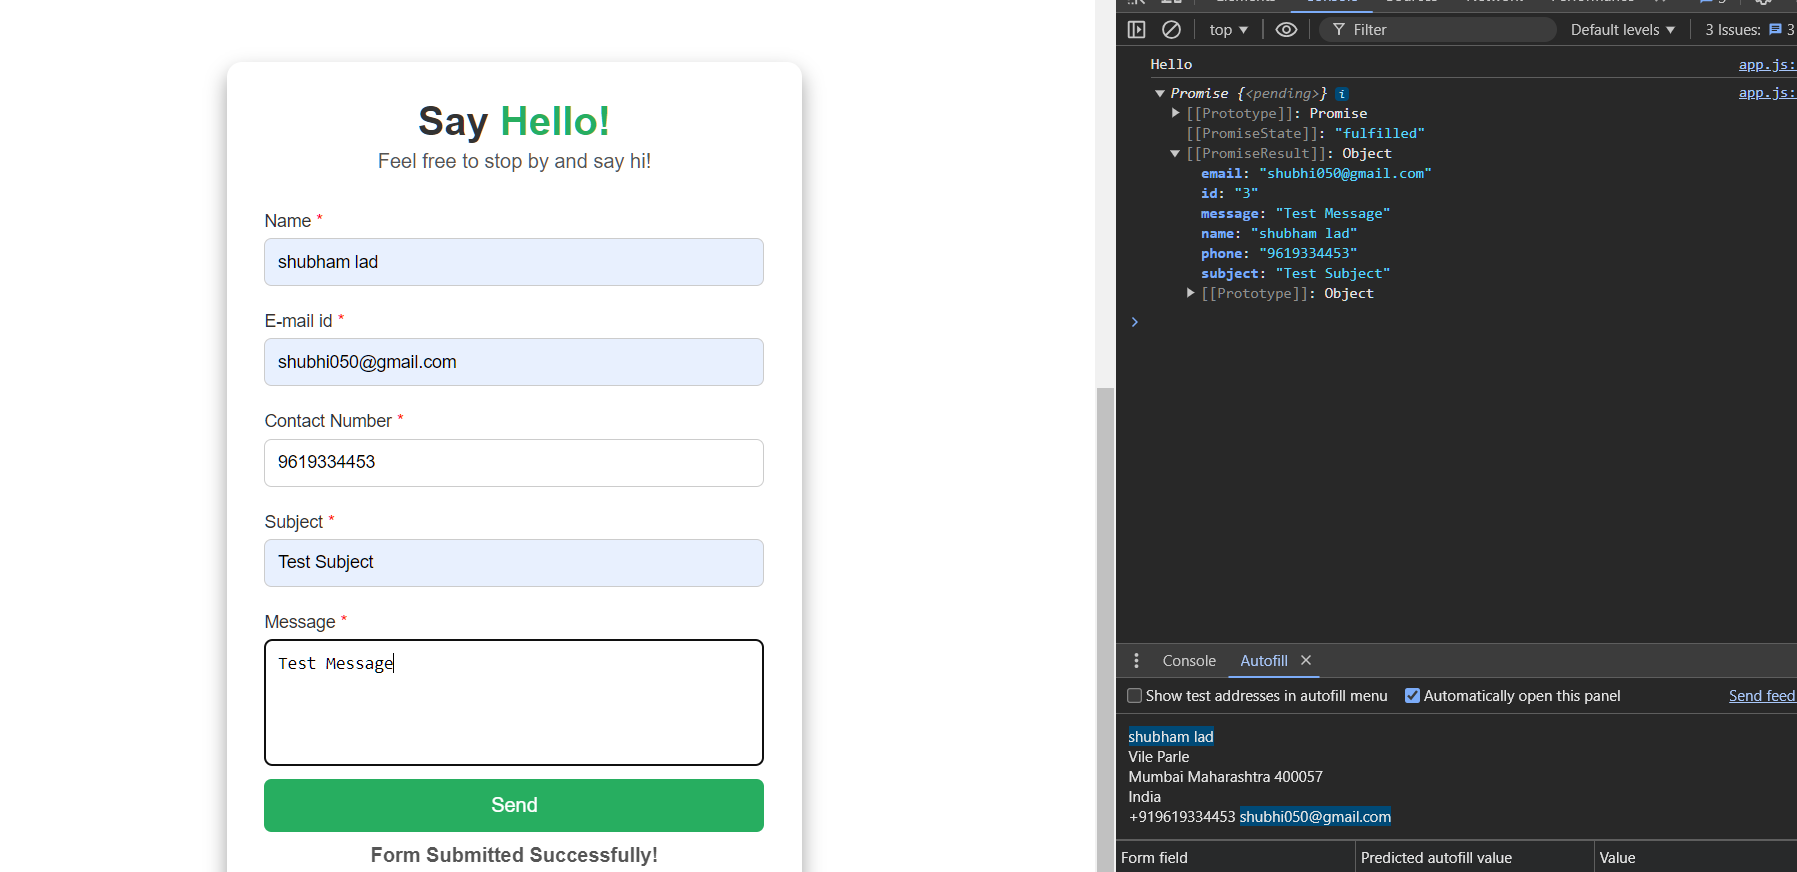 Say Hello!
Feel free to stop by and say hi!
Name *
shubham lad
E-mail id *
shubhi050@gmail.com
Contact Number *
9619334453
Subject *
Test Subject
Message *
Test Message
Send
Form Submitted Successfully!
top
Filter
Default levels
3 Issues: 3
Hello app.js:
Promise {<pending>} i app.js:
[[Prototype]]: Promise
[[PromiseState]]: "fulfilled"
[[PromiseResult]]: Object
email: "shubhi050@gmail.com"
id: "3"
message: "Test Message"
name: "shubham lad"
phone: "9619334453"
subject: "Test Subject"
[[Prototype]]: Object
Console Autofill
Show test addresses in autofill menu Automatically open this panel Send feed
shubham lad
Vile Parle
Mumbai Maharashtra 400057
India
+919619334453 shubhi050@gmail.com
Form field Predicted autofill value Value